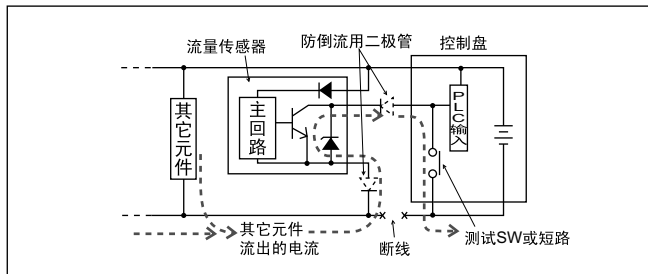 防倒流用二极管
流量传感器
控制盘
主回路
其它元件
PLC输入
其它元件
流出的电流
断线
测试SW或短路